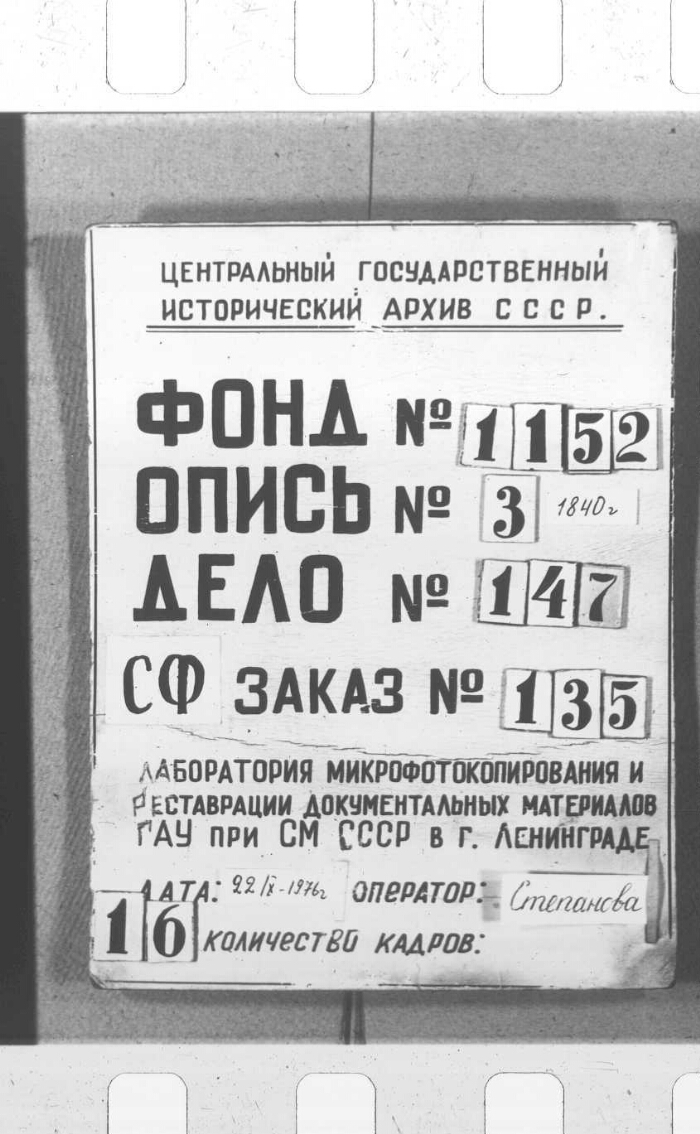 ЦЕНТРАЛЬНЫЙ ГОСУДАРСТВЕННЫЙ
ИСТОРИЧЕСКИЙ АРХИВ СССР.
ФОНД № 1152
ОПИСЬ № 3 1840 г
ДЕЛО № 147
СФ ЗАКАЗ № 135
ЛАБОРАТОРИЯ МИКРОФОТОКОПИРОВАНИЯ И
РЕСТАВРАЦИИ ДОКУМЕНТАЛЬНЫХ МАТЕРИАЛОВ
ГАУ ПРИ СМ СССР В Г. ЛЕНИНГРАДЕ
ДАТА: 22/IX-1976г ОПЕРАТОР: Степанова
16 КОЛИЧЕСТВО КАДРОВ: